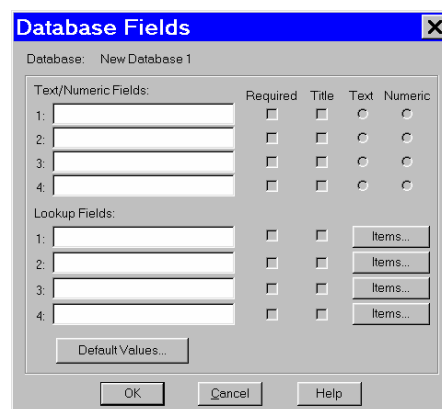 Database Fields
Database: New Database 1
Text/Numeric Fields: Required Title Text Numeric
1:
2:
3:
4:
Lookup Fields:
1: Items...
2: Items...
3: Items...
4: Items...
Default Values...
OK Cancel Help